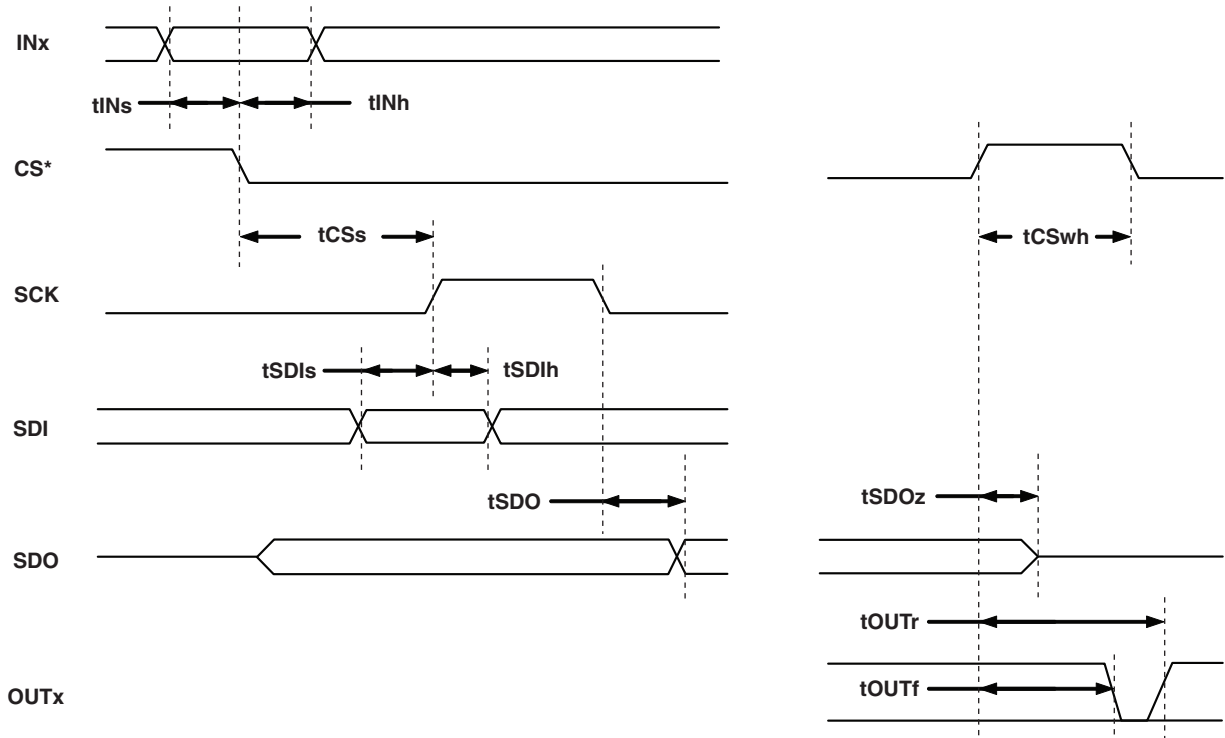 INx
tINs
tINh
CS*
tCSs
tCSwh
SCK
tSDIs
tSDIh
SDI
tSDO
tSDOz
SDO
tOUTr
tOUTf
OUTx